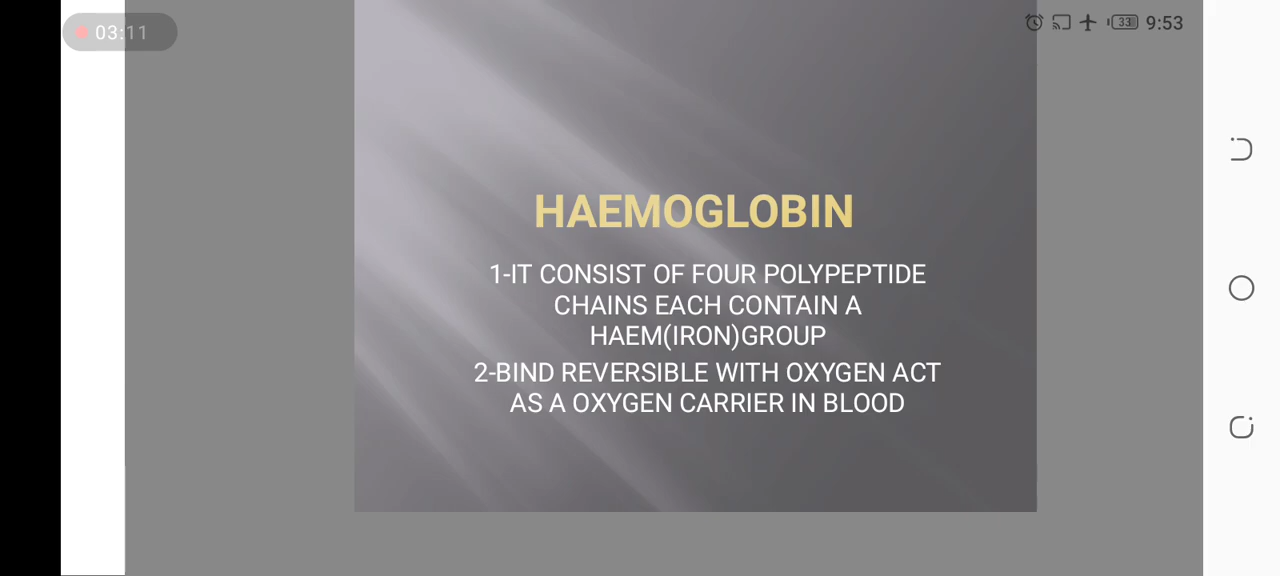 03:11
33 9:53
HAEMOGLOBIN
1-IT CONSIST OF FOUR POLYPEPTIDE
CHAINS EACH CONTAIN A
HAEM(IRON)GROUP
2-BIND REVERSIBLE WITH OXYGEN ACT
AS A OXYGEN CARRIER IN BLOOD